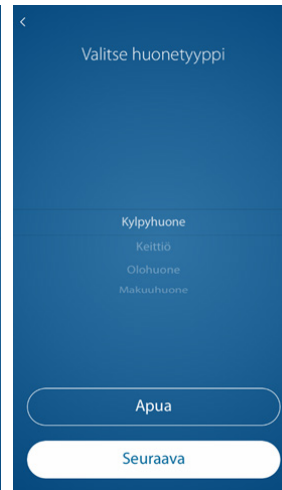 Valitse huonetyyppi
Kylpyhuone
Keittiö
Olohuone
Makuuhuone
Apua
Seuraava